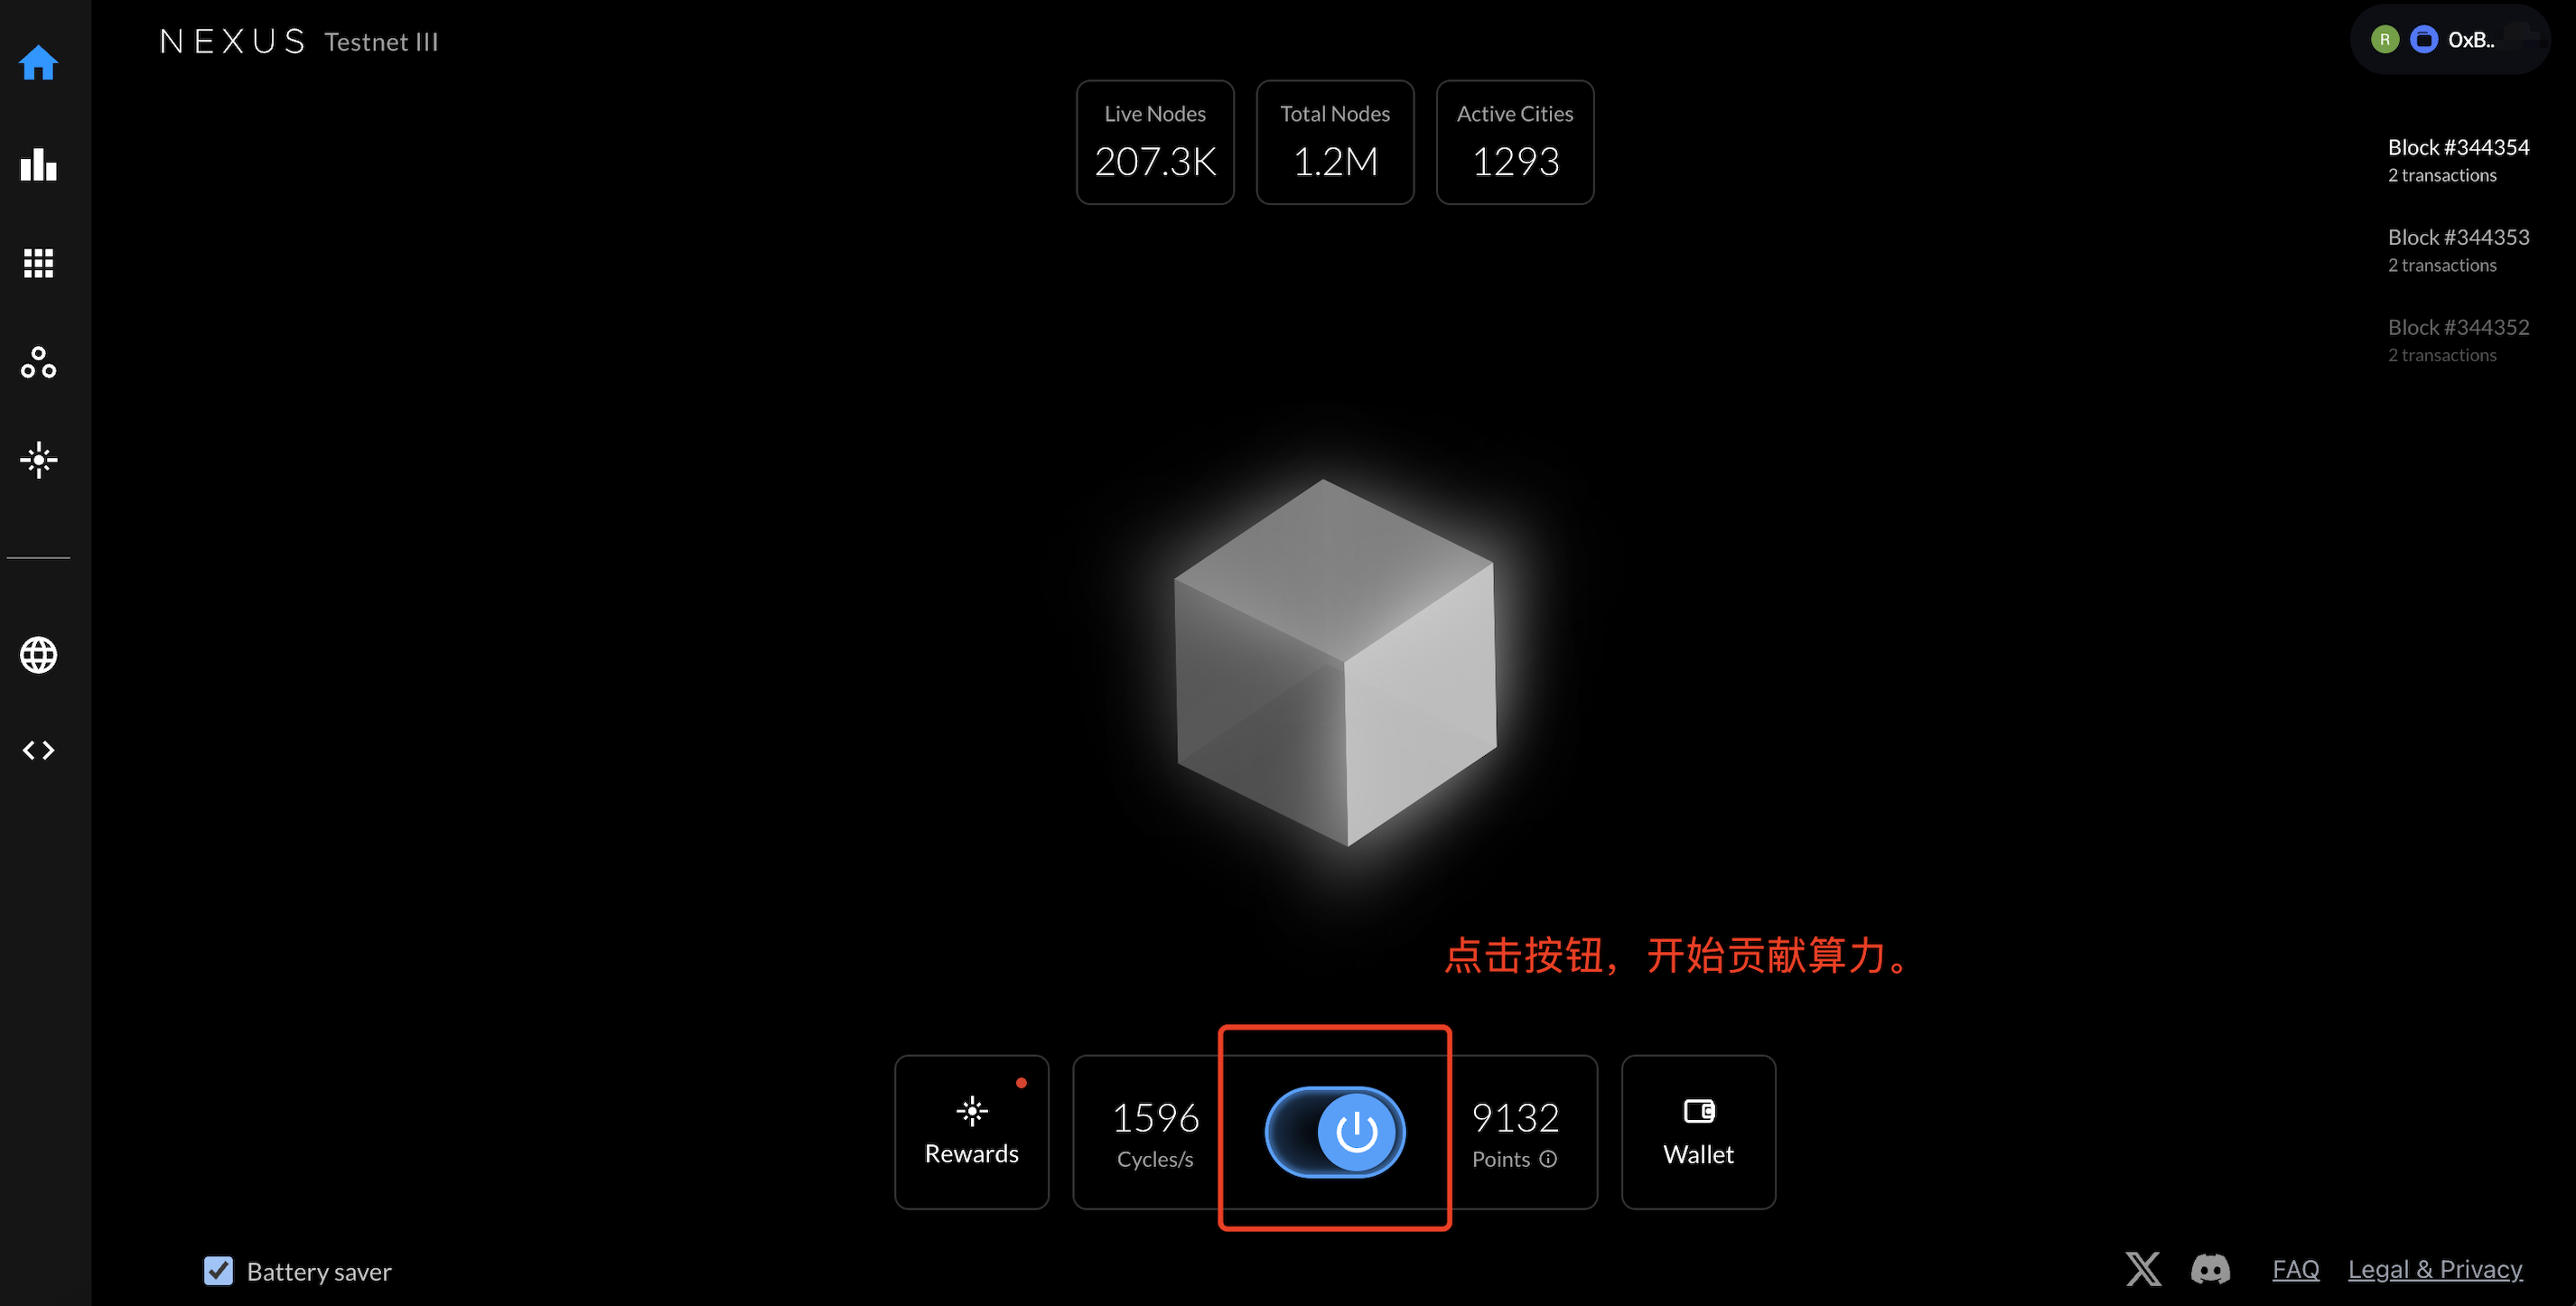 NEXUS Testnet III
R 0xB..
Live Nodes
207.3K
Total Nodes
1.2M
Active Cities
1293
Block #344354
2 transactions
Block #344353
2 transactions
Block #344352
2 transactions
点击按钮，开始贡献算力。
Rewards
1596
Cycles/s
9132
Points
Wallet
Battery saver
FAQ
Legal & Privacy